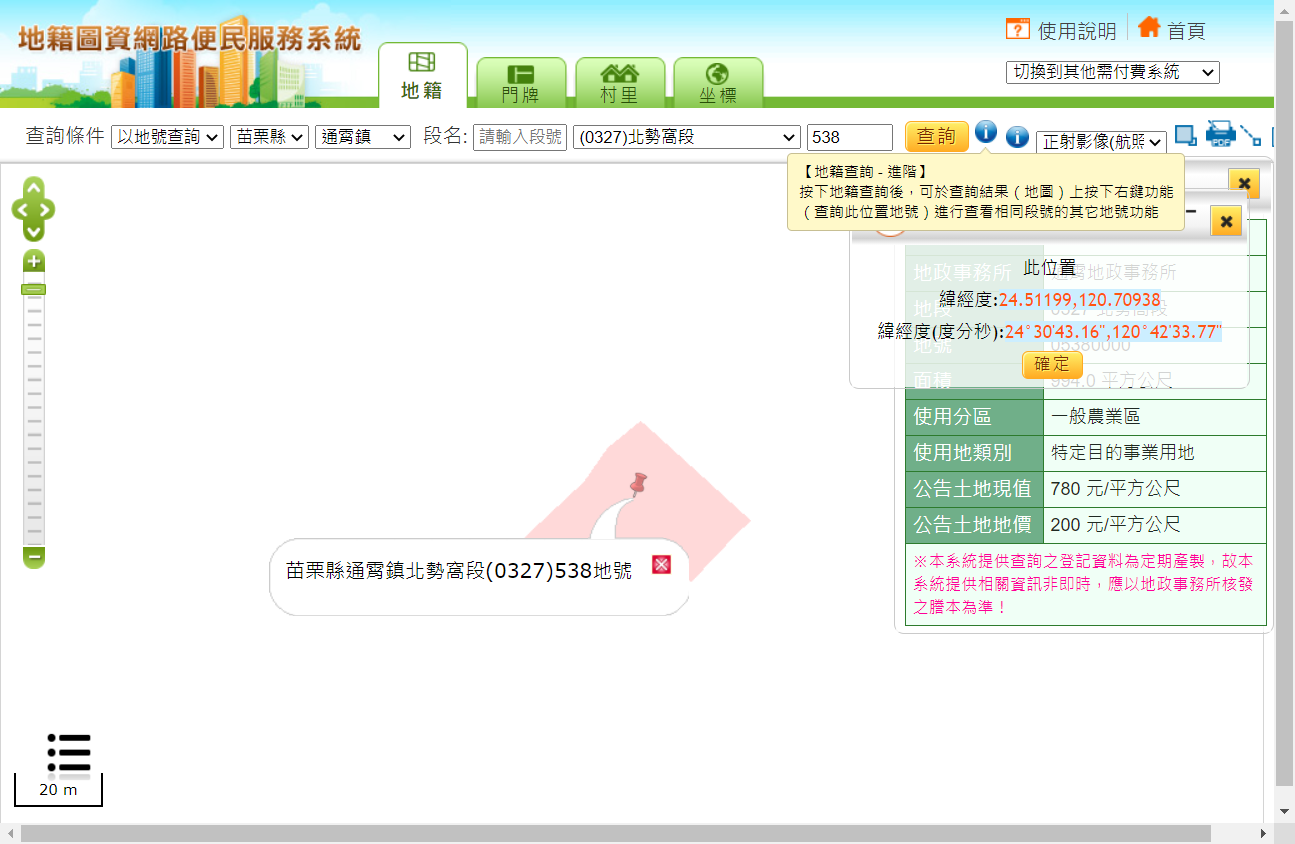 地籍圖資網路便民服務系統
使用說明
首頁
切換到其他需付費系統
地籍
門牌
村里
坐標
查詢條件 以地號查詢 苗栗縣 通霄鎮 段名: 請輸入段號 (0327)北勢窩段 538 查詢 正射影像(航照
【地籍查詢 - 進階】
按下地籍查詢後，可於查詢結果（地圖）上按下右鍵功能
（查詢此位置地號）進行查看相同段號的其它地號功能
此位置
緯經度:24.51199,120.70938
緯經度(度分秒):24°30'43.16",120°42'33.77"
確定
地政事務所 通霄地政事務所
地段 0327 北勢窩段
地號 05380000
面積 994.0 平方公尺
使用分區 一般農業區
使用地類別 特定目的事業用地
公告土地現值 780 元/平方公尺
公告土地地價 200 元/平方公尺
※本系統提供查詢之登記資料為定期產製，故本
系統提供相關資訊非即時，應以地政事務所核發
之謄本為準！
苗栗縣通霄鎮北勢窩段(0327)538地號
20 m